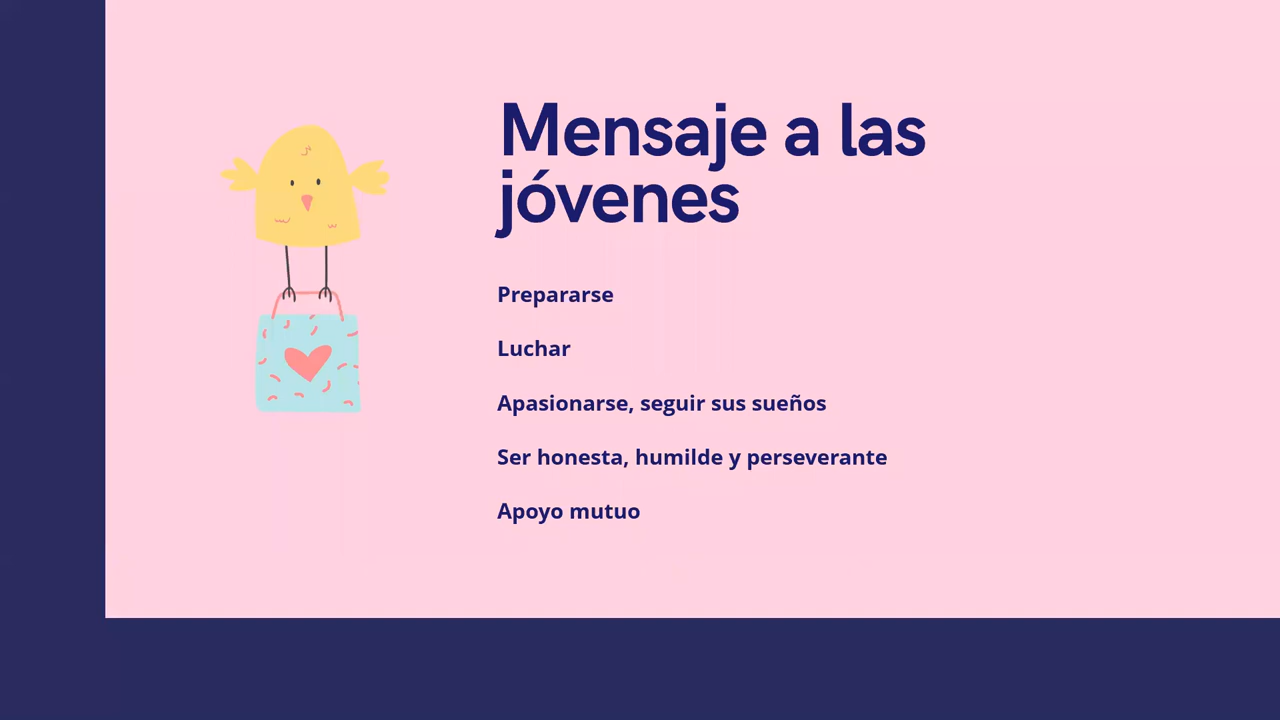 Mensaje a las
jóvenes
Prepararse
Luchar
Apasionarse, seguir sus sueños
Ser honesta, humilde y perseverante
Apoyo mutuo